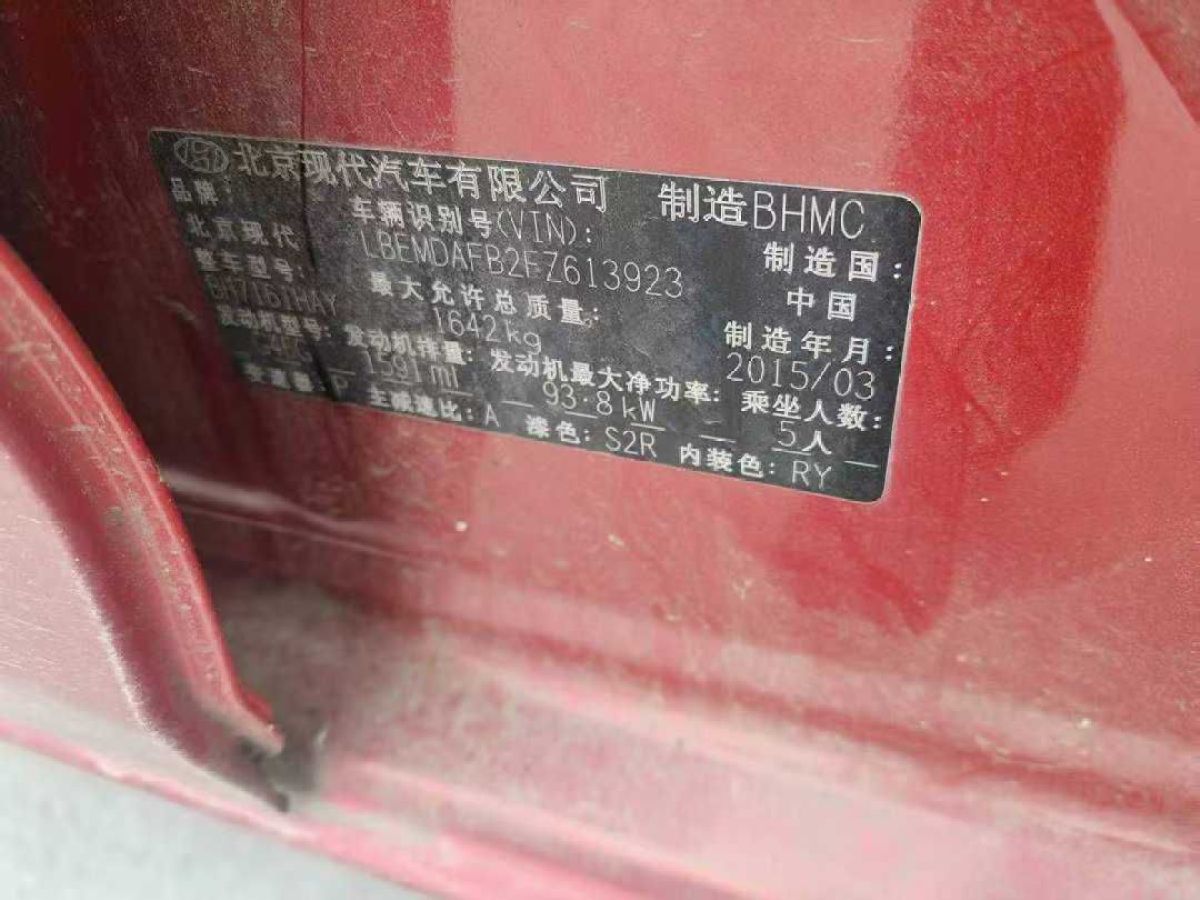 北京现代汽车有限公司 制造BHMC
品牌: 车辆识别号(VIN): 制造国:
北京现代 LBEMDAFB2FZ613923 中国
整车型号: 最大允许总质量: 制造年月:
BH7161HAY 1642kg 2015/03
发动机型号: 发动机排量: 发动机最大净功率: 乘坐人数:
1591ml 93.8kW 5人
变速器: P 主减速比: A 漆色: S2R 内装色: RY